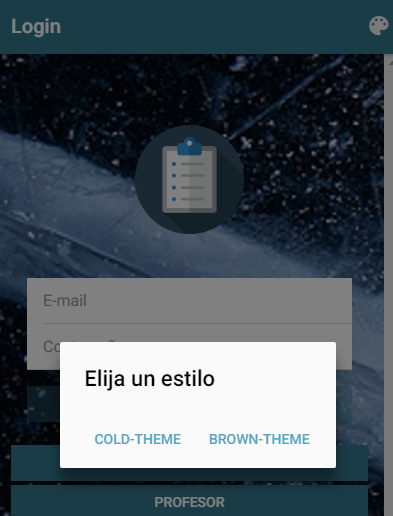 Login
E-mail
Elija un estilo
COLD-THEME BROWN-THEME
PROFESOR